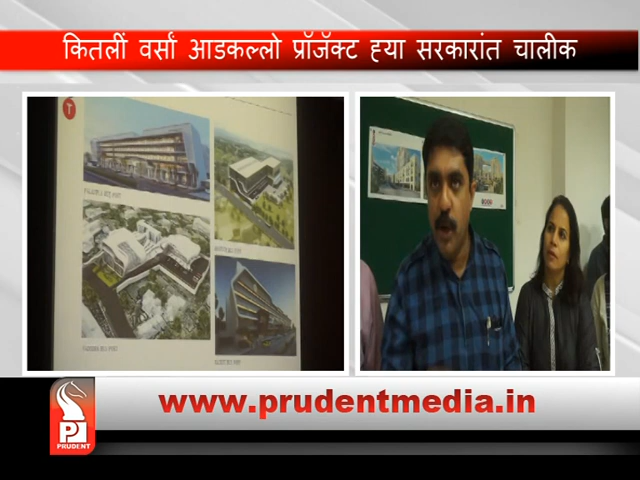 कितलीं वर्सां आडकल्लो प्रॉजॅक्ट ह्या सरकारांत चालीक
T
www.prudentmedia.in
PRUDENT